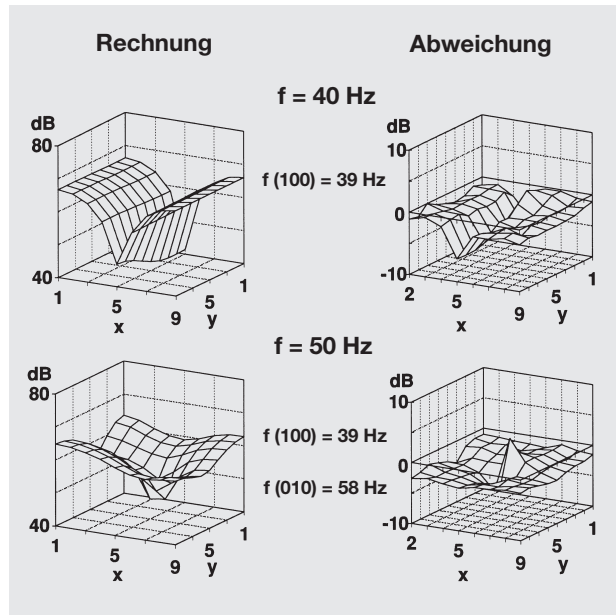 Rechnung Abweichung
f = 40 Hz
dB
80
40
1 5 9
x
5 1
y
f (100) = 39 Hz
dB
10
0
-10
2 5 9
x
5 1
y
f = 50 Hz
dB
80
40
1 5 9
x
5 1
y
f (100) = 39 Hz
f (010) = 58 Hz
dB
10
0
-10
2 5 9
x
5 1
y